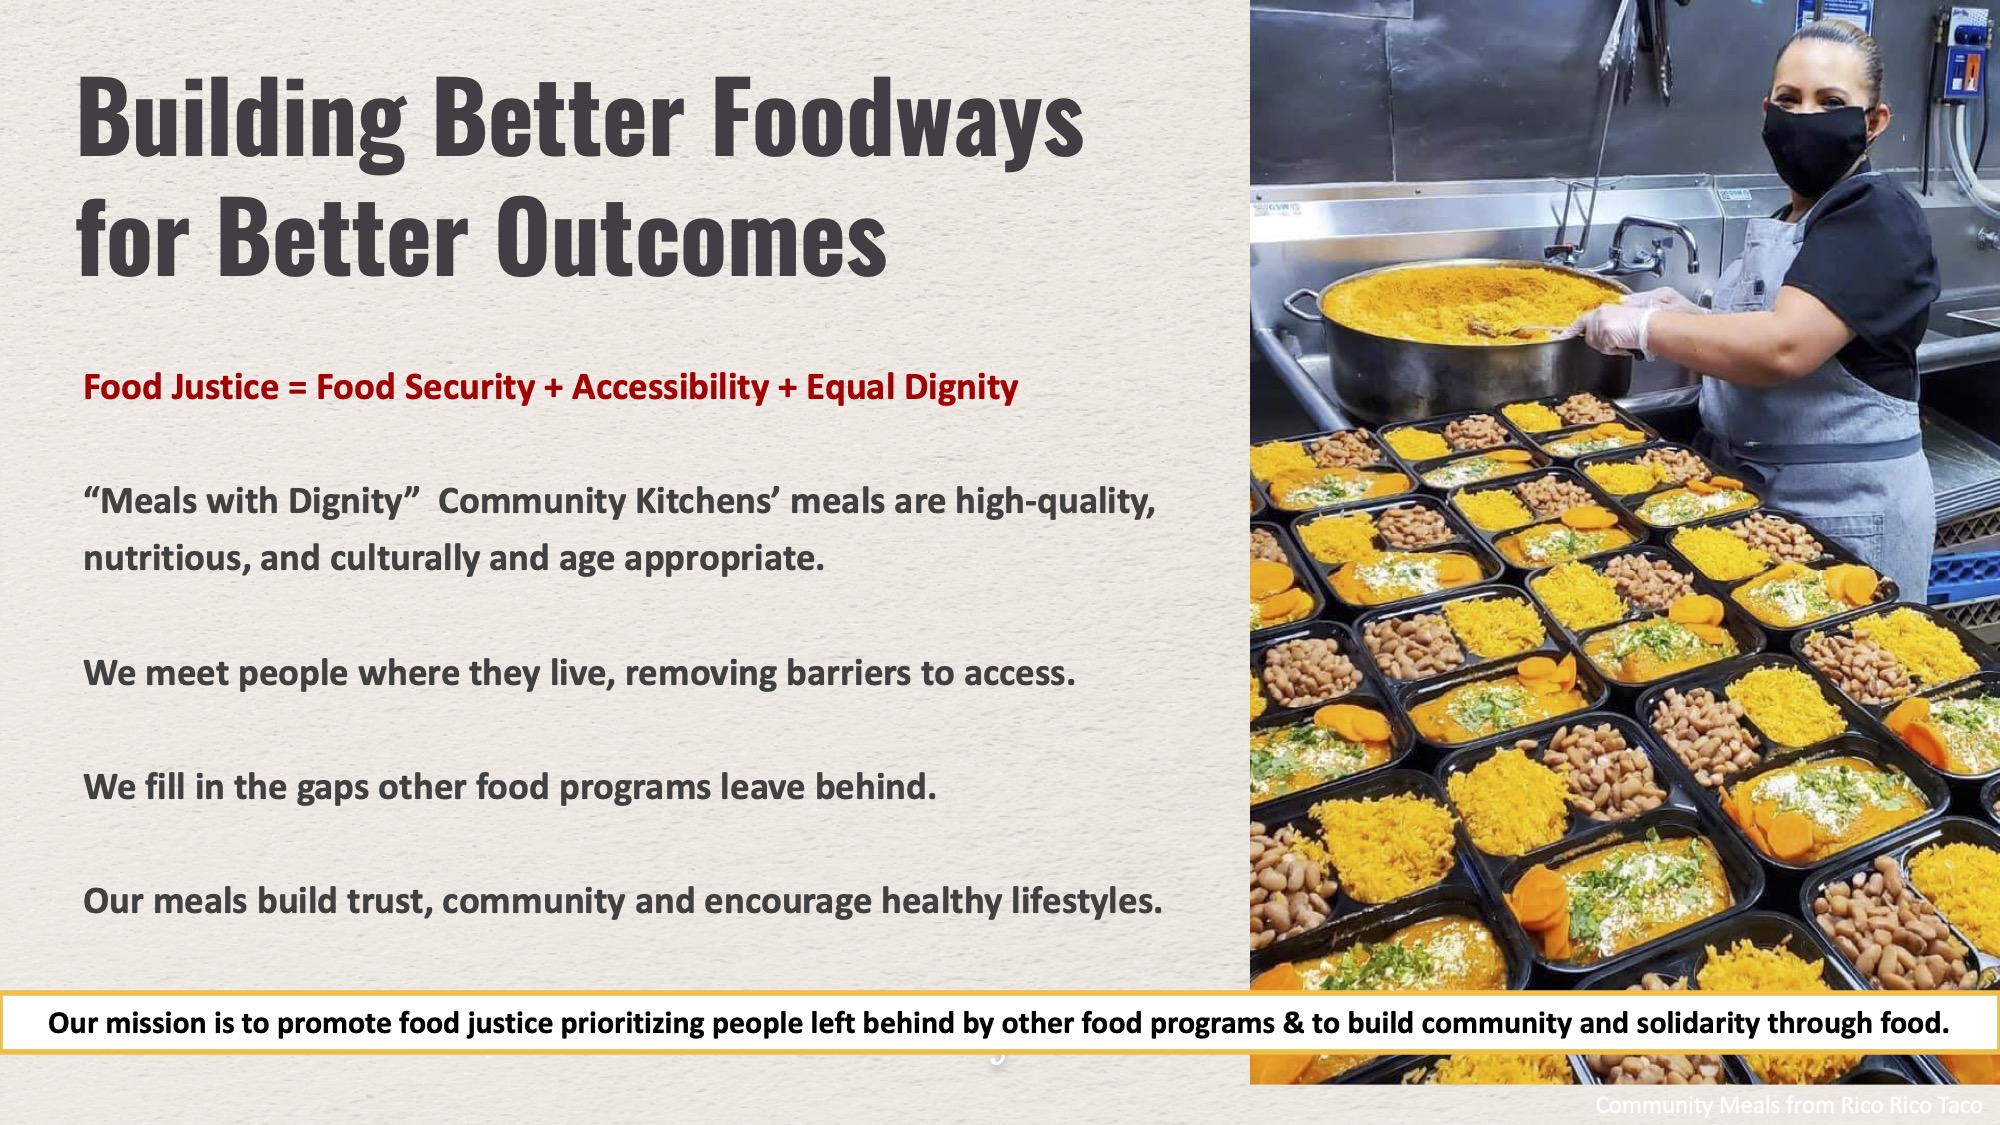 Building Better Foodways
for Better Outcomes
Food Justice = Food Security + Accessibility + Equal Dignity
“Meals with Dignity”  Community Kitchens’ meals are high-quality,
nutritious, and culturally and age appropriate.
We meet people where they live, removing barriers to access.
We fill in the gaps other food programs leave behind.
Our meals build trust, community and encourage healthy lifestyles.
Our mission is to promote food justice prioritizing people left behind by other food programs & to build community and solidarity through food.
Community Meals from Rico Rico Taco